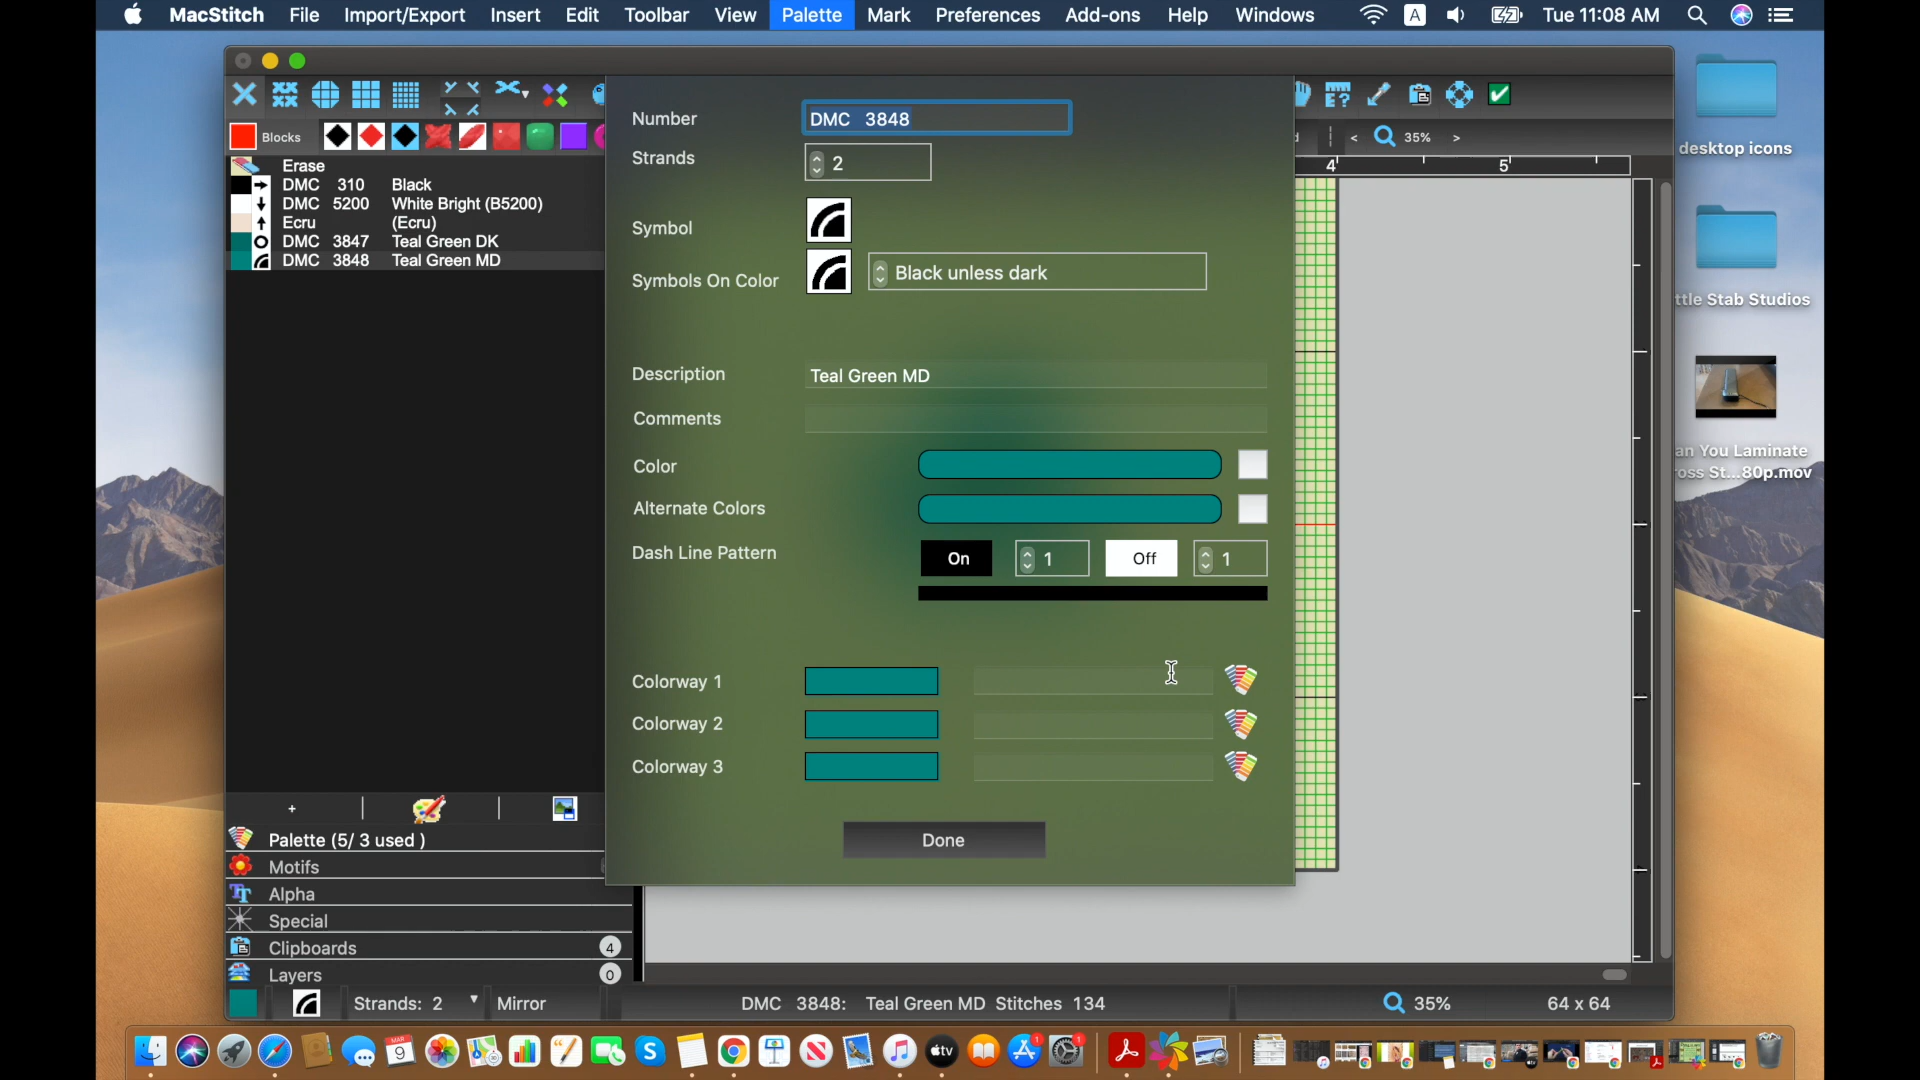 MacStitch File Import/Export Insert Edit Toolbar View Palette Mark Preferences Add-ons Help Windows A Tue 11:08 AM
Blocks
< 35% >
4' 5'
Erase
DMC 310 Black
DMC 5200 White Bright (B5200)
Ecru (Ecru)
DMC 3847 Teal Green DK
DMC 3848 Teal Green MD
Number DMC 3848
Strands 2
Symbol
Symbols On Color Black unless dark
Description Teal Green MD
Comments
Color
Alternate Colors
Dash Line Pattern On 1 Off 1
Colorway 1
Colorway 2
Colorway 3
Done
+
Palette (5/ 3 used )
Motifs
Alpha
Special
Clipboards 4
Layers 0
Strands: 2 Mirror DMC 3848: Teal Green MD Stitches 134 35% 64 x 64
desktop icons
ttle Stab Studios
an You Laminate
oss St...80p.mov
MAR
9
tv
1
1